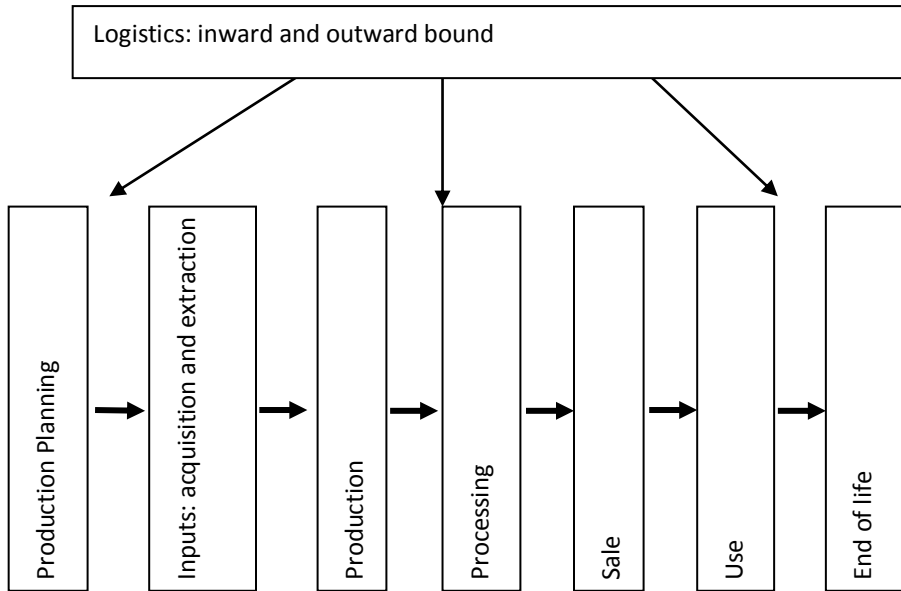 Logistics: inward and outward bound
Production Planning
Inputs: acquisition and extraction
Production
Processing
Sale
Use
End of life